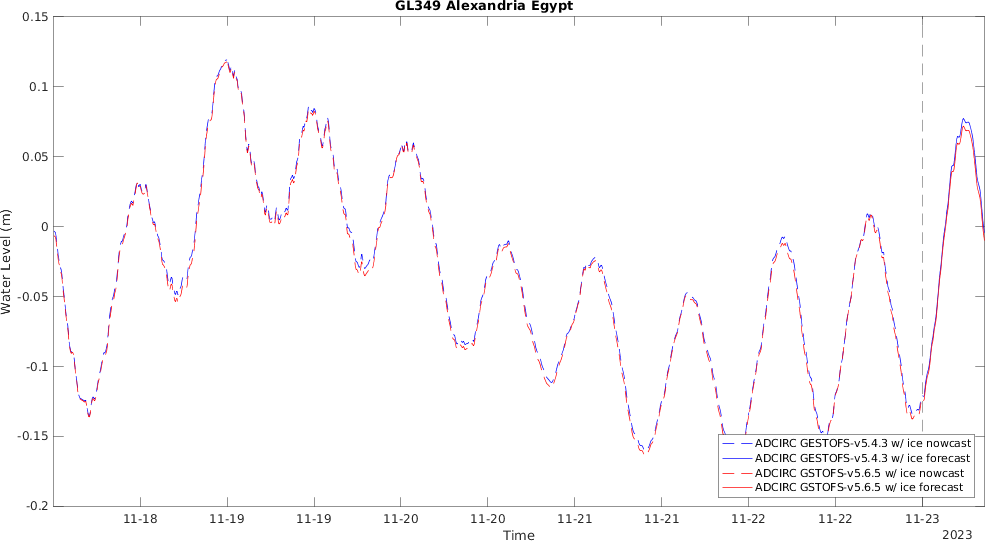 GL349 Alexandria Egypt
0.15
0.1
0.05
0
-0.05
-0.1
-0.15
-0.2
Water Level (m)
ADCIRC GESTOFS-v5.4.3 w/ ice nowcast
ADCIRC GESTOFS-v5.4.3 w/ ice forecast
ADCIRC GSTOFS-v5.6.5 w/ ice nowcast
ADCIRC GSTOFS-v5.6.5 w/ ice forecast
11-18 11-19 11-19 11-20 11-20 11-21 11-21 11-22 11-22 11-23
Time
2023